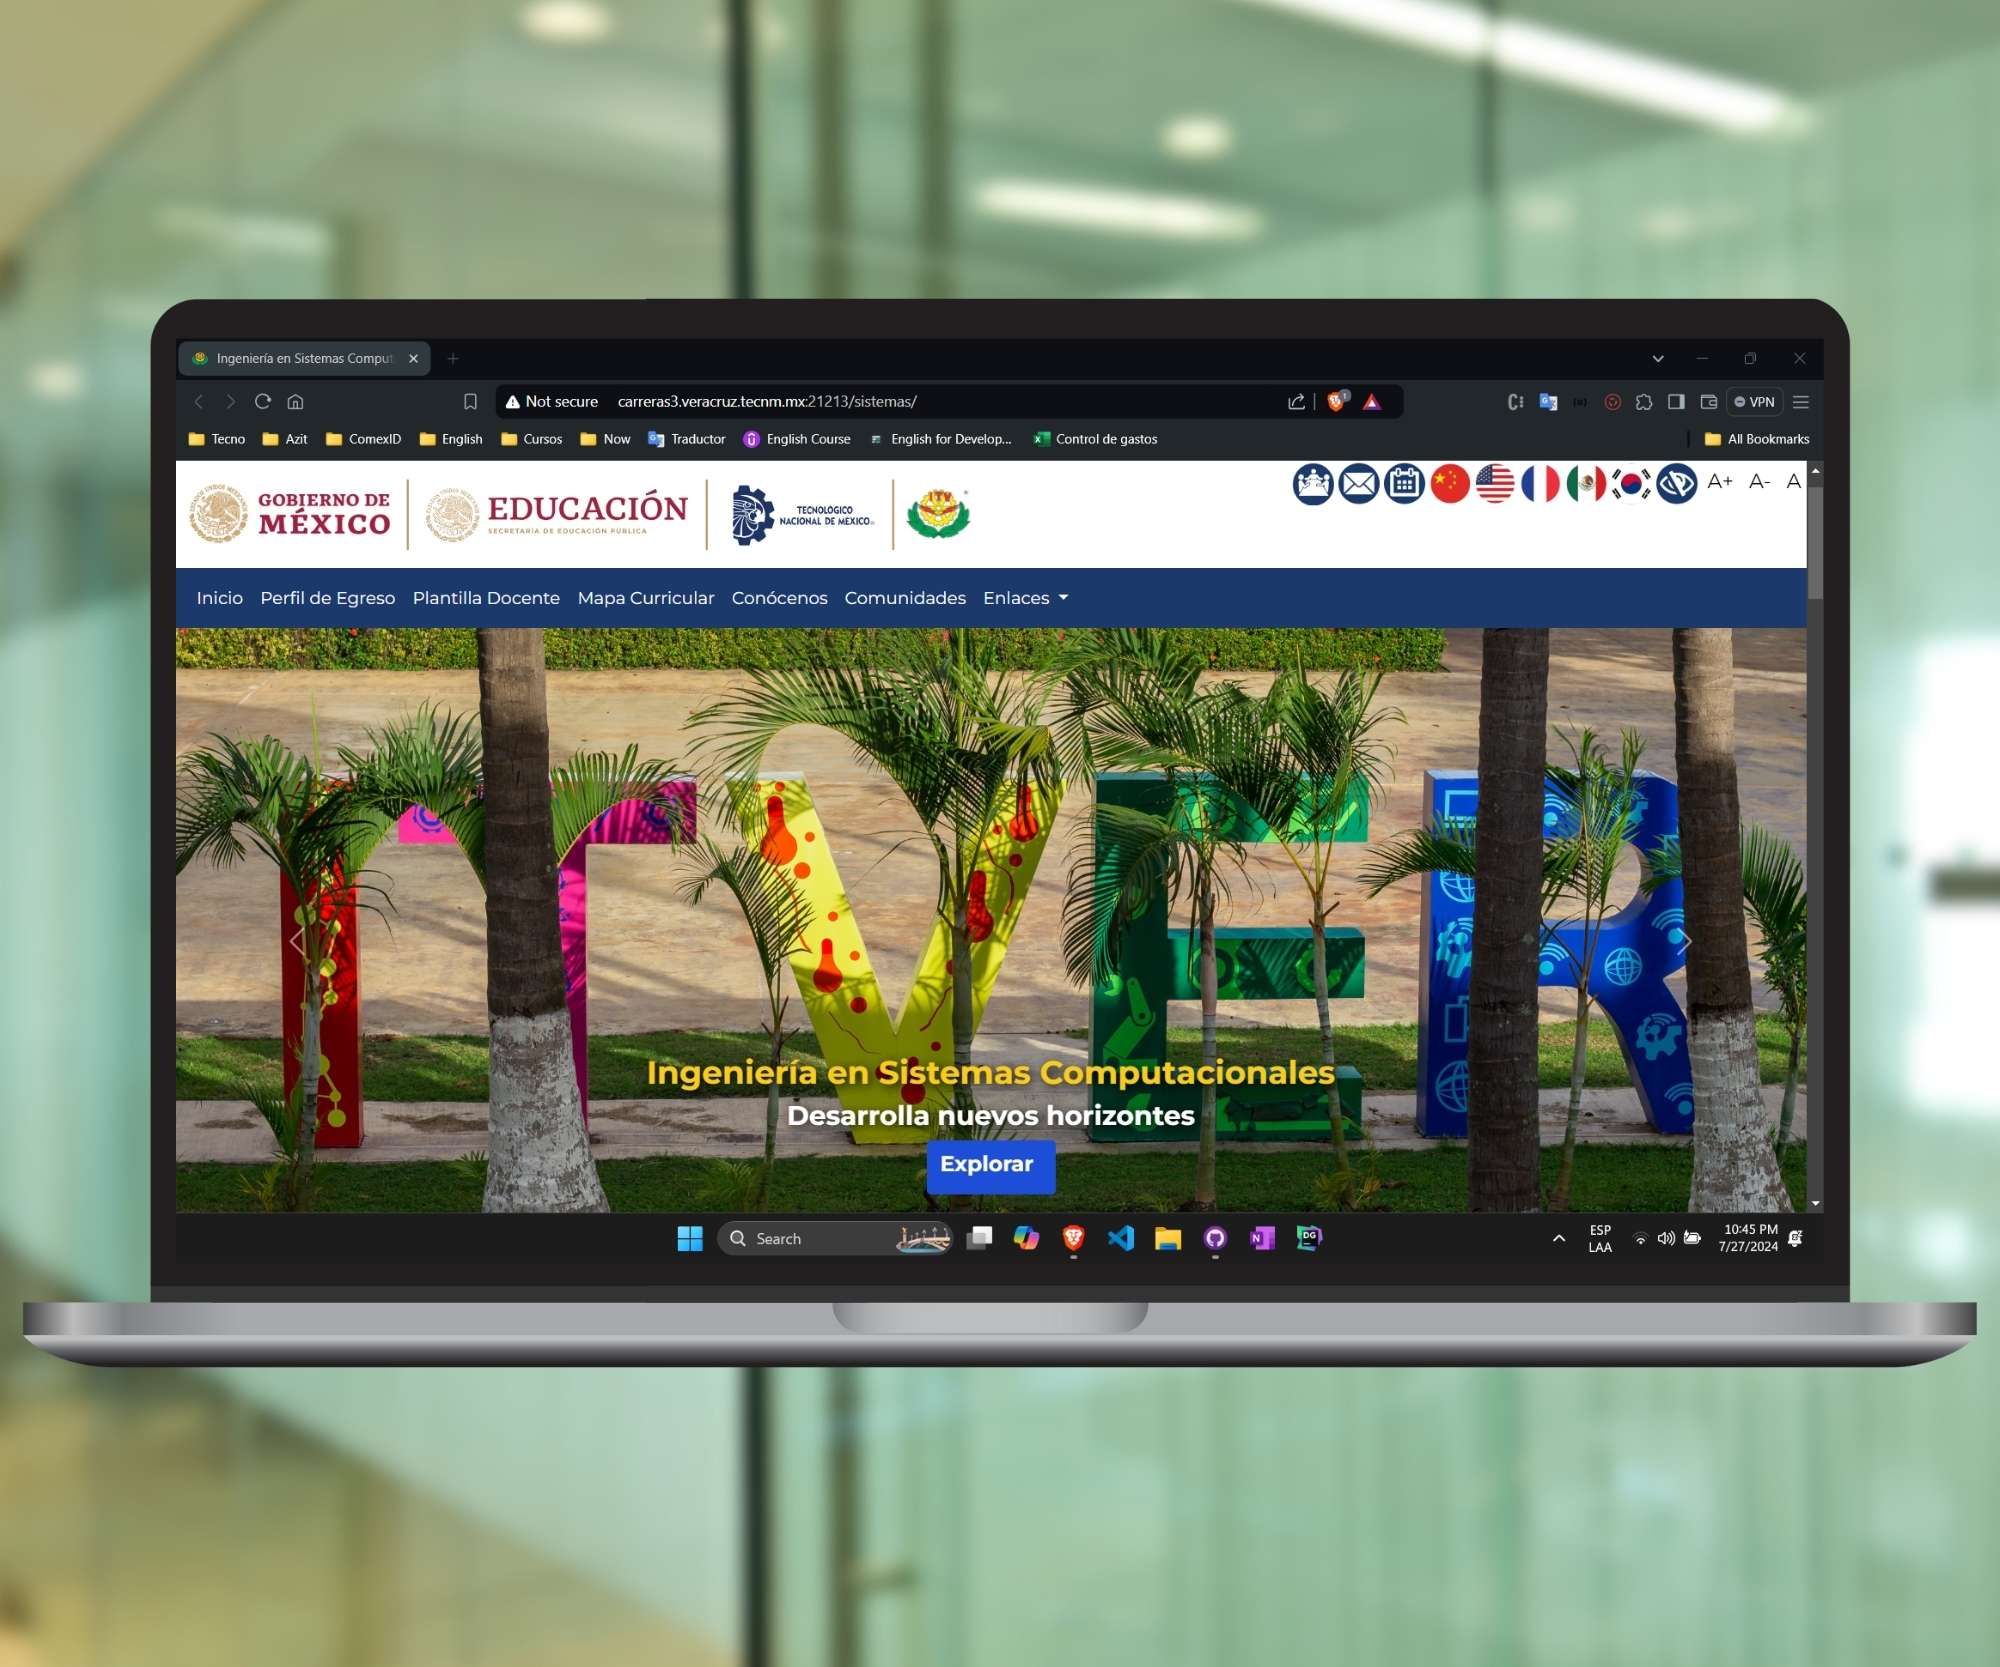 Ingeniería en Sistemas Comput
Not secure carreras3.veracruz.tecnm.mx:21213/sistemas/
VPN
Tecno Azit ComexID English Cursos Now Traductor English Course English for Develop... Control de gastos All Bookmarks
GOBIERNO DE
MÉXICO
EDUCACIÓN
SECRETARÍA DE EDUCACIÓN PÚBLICA
TECNOLÓGICO
NACIONAL DE MÉXICO
ITV
A+ A- A
Inicio Perfil de Egreso Plantilla Docente Mapa Curricular Conócenos Comunidades Enlaces
ITVER
Ingeniería en Sistemas Computacionales
Desarrolla nuevos horizontes
Explorar
Search
DG
ESP
LAA
10:45 PM
7/27/2024